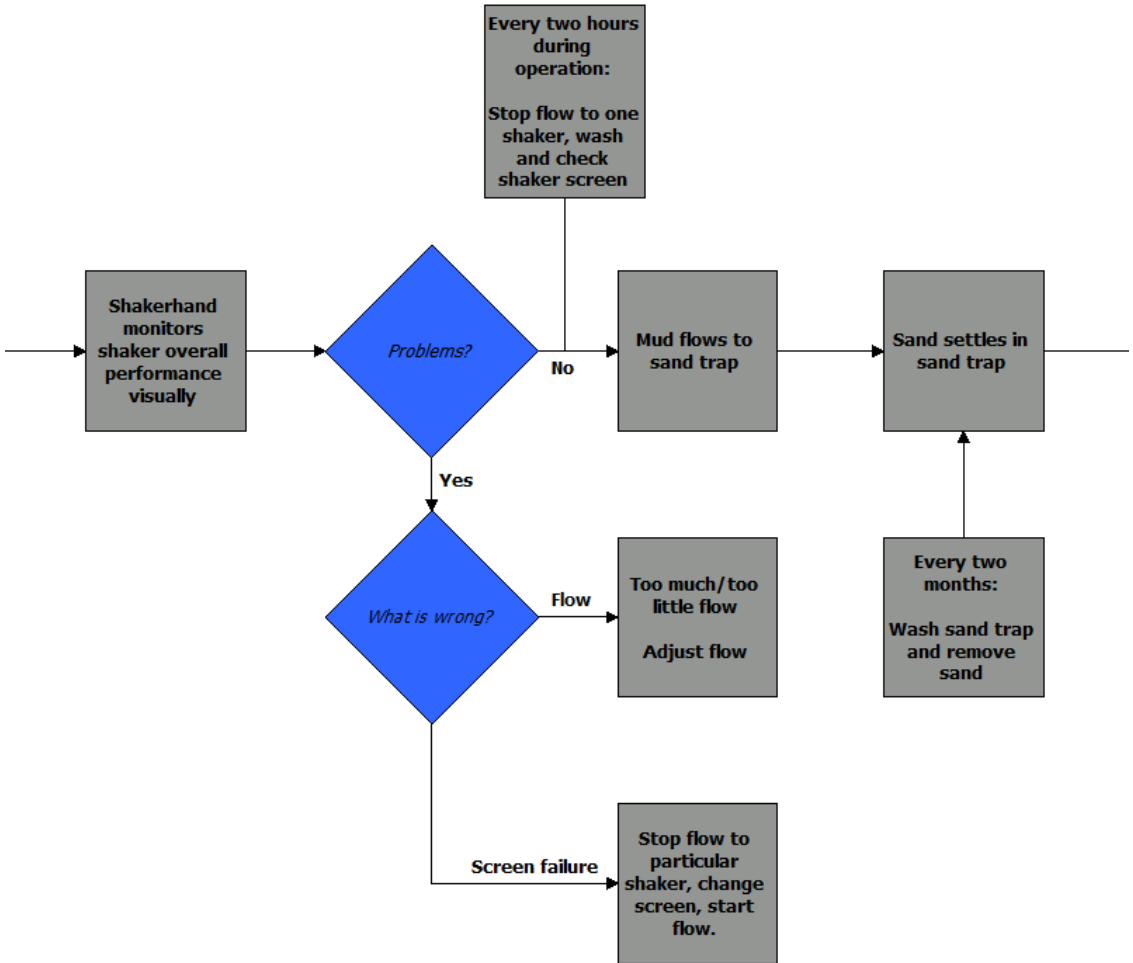 Every two hours
during
operation:
Stop flow to one
shaker, wash
and check
shaker screen
Shakerhand
monitors
shaker overall
performance
visually
Problems?
No
Mud flows to
sand trap
Sand settles in
sand trap
Yes
What is wrong?
Flow
Too much/too
little flow
Adjust flow
Every two
months:
Wash sand trap
and remove
sand
Screen failure
Stop flow to
particular
shaker, change
screen, start
flow.